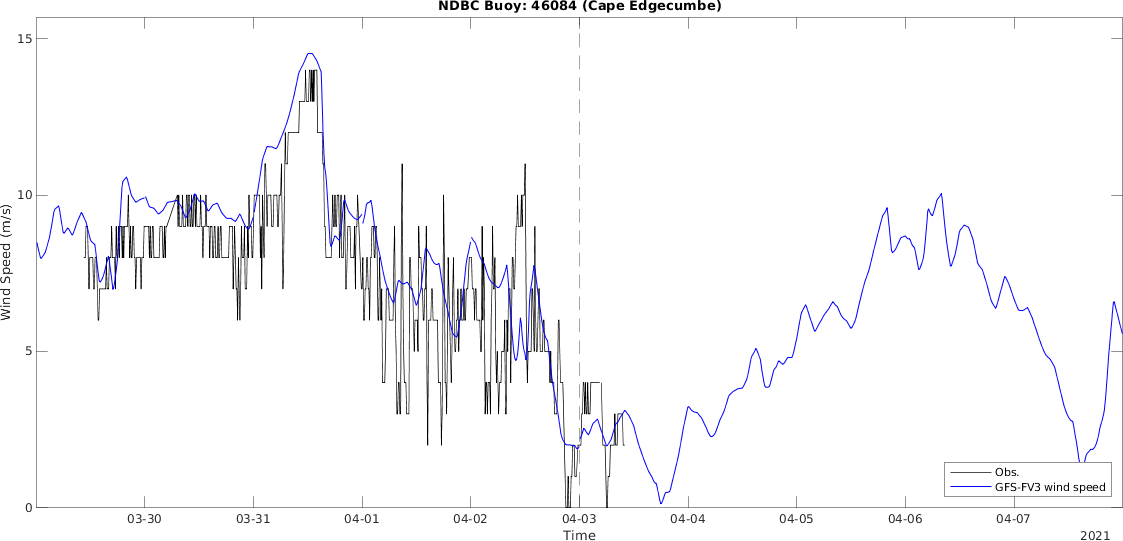 NDBC Buoy: 46084 (Cape Edgecumbe)
15
10
5
0
Wind Speed (m/s)
03-30
03-31
04-01
04-02
04-03
04-04
04-05
04-06
04-07
Time
2021
Obs.
GFS-FV3 wind speed